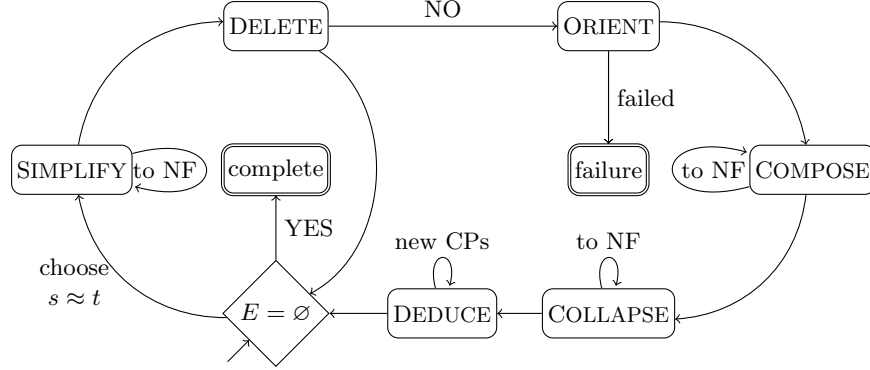 DELETE
NO
ORIENT
failed
SIMPLIFY
to NF
complete
failure
to NF
COMPOSE
YES
new CPs
to NF
choose
s ≈ t
E = ∅
DEDUCE
COLLAPSE